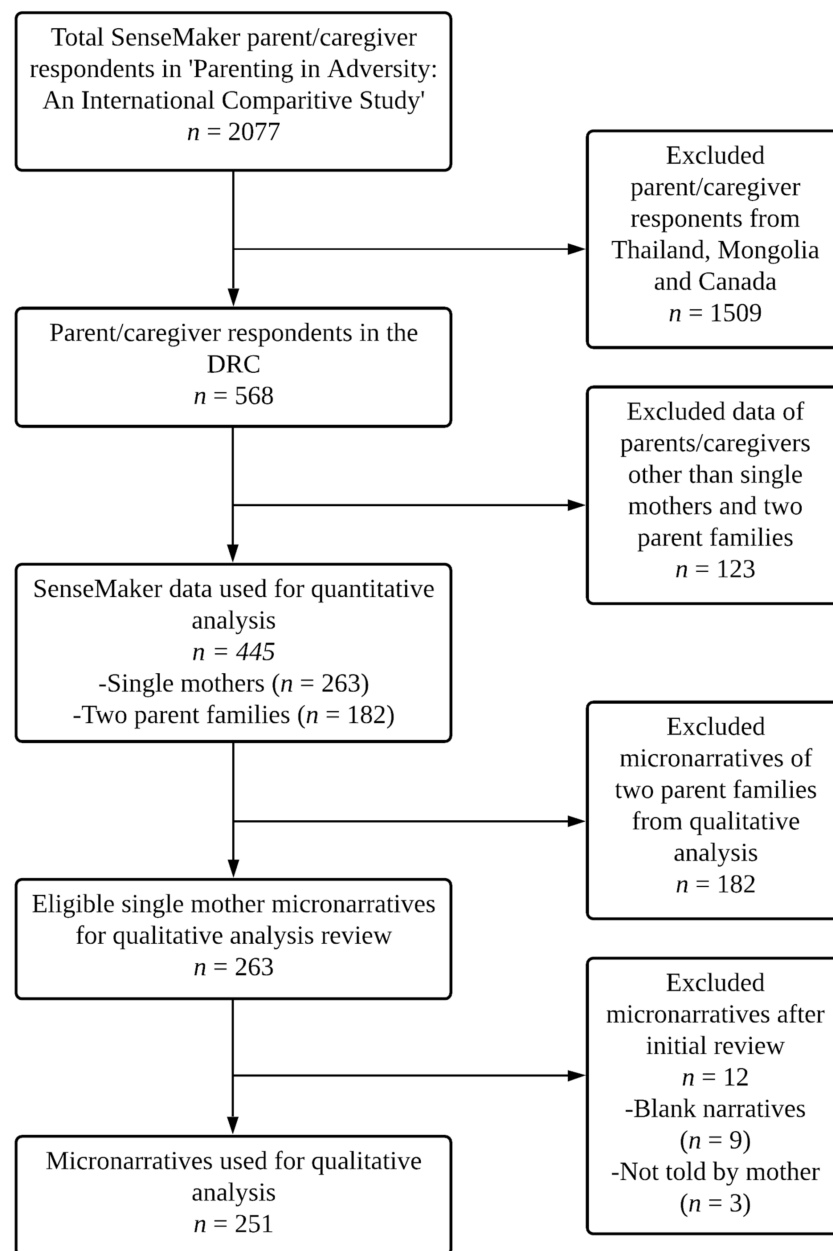 Total SenseMaker parent/caregiver
respondents in 'Parenting in Adversity:
An International Comparitive Study'
n = 2077
Excluded
parent/caregiver
responents from
Thailand, Mongolia
and Canada
n = 1509
Parent/caregiver respondents in the
DRC
n = 568
Excluded data of
parents/caregivers
other than single
mothers and two
parent families
n = 123
SenseMaker data used for quantitative
analysis
n = 445
-Single mothers (n = 263)
-Two parent families (n = 182)
Excluded
micronarratives of
two parent families
from qualitative
analysis
n = 182
Eligible single mother micronarratives
for qualitative analysis review
n = 263
Excluded
micronarratives after
initial review
n = 12
-Blank narratives
(n = 9)
-Not told by mother
(n = 3)
Micronarratives used for qualitative
analysis
n = 251